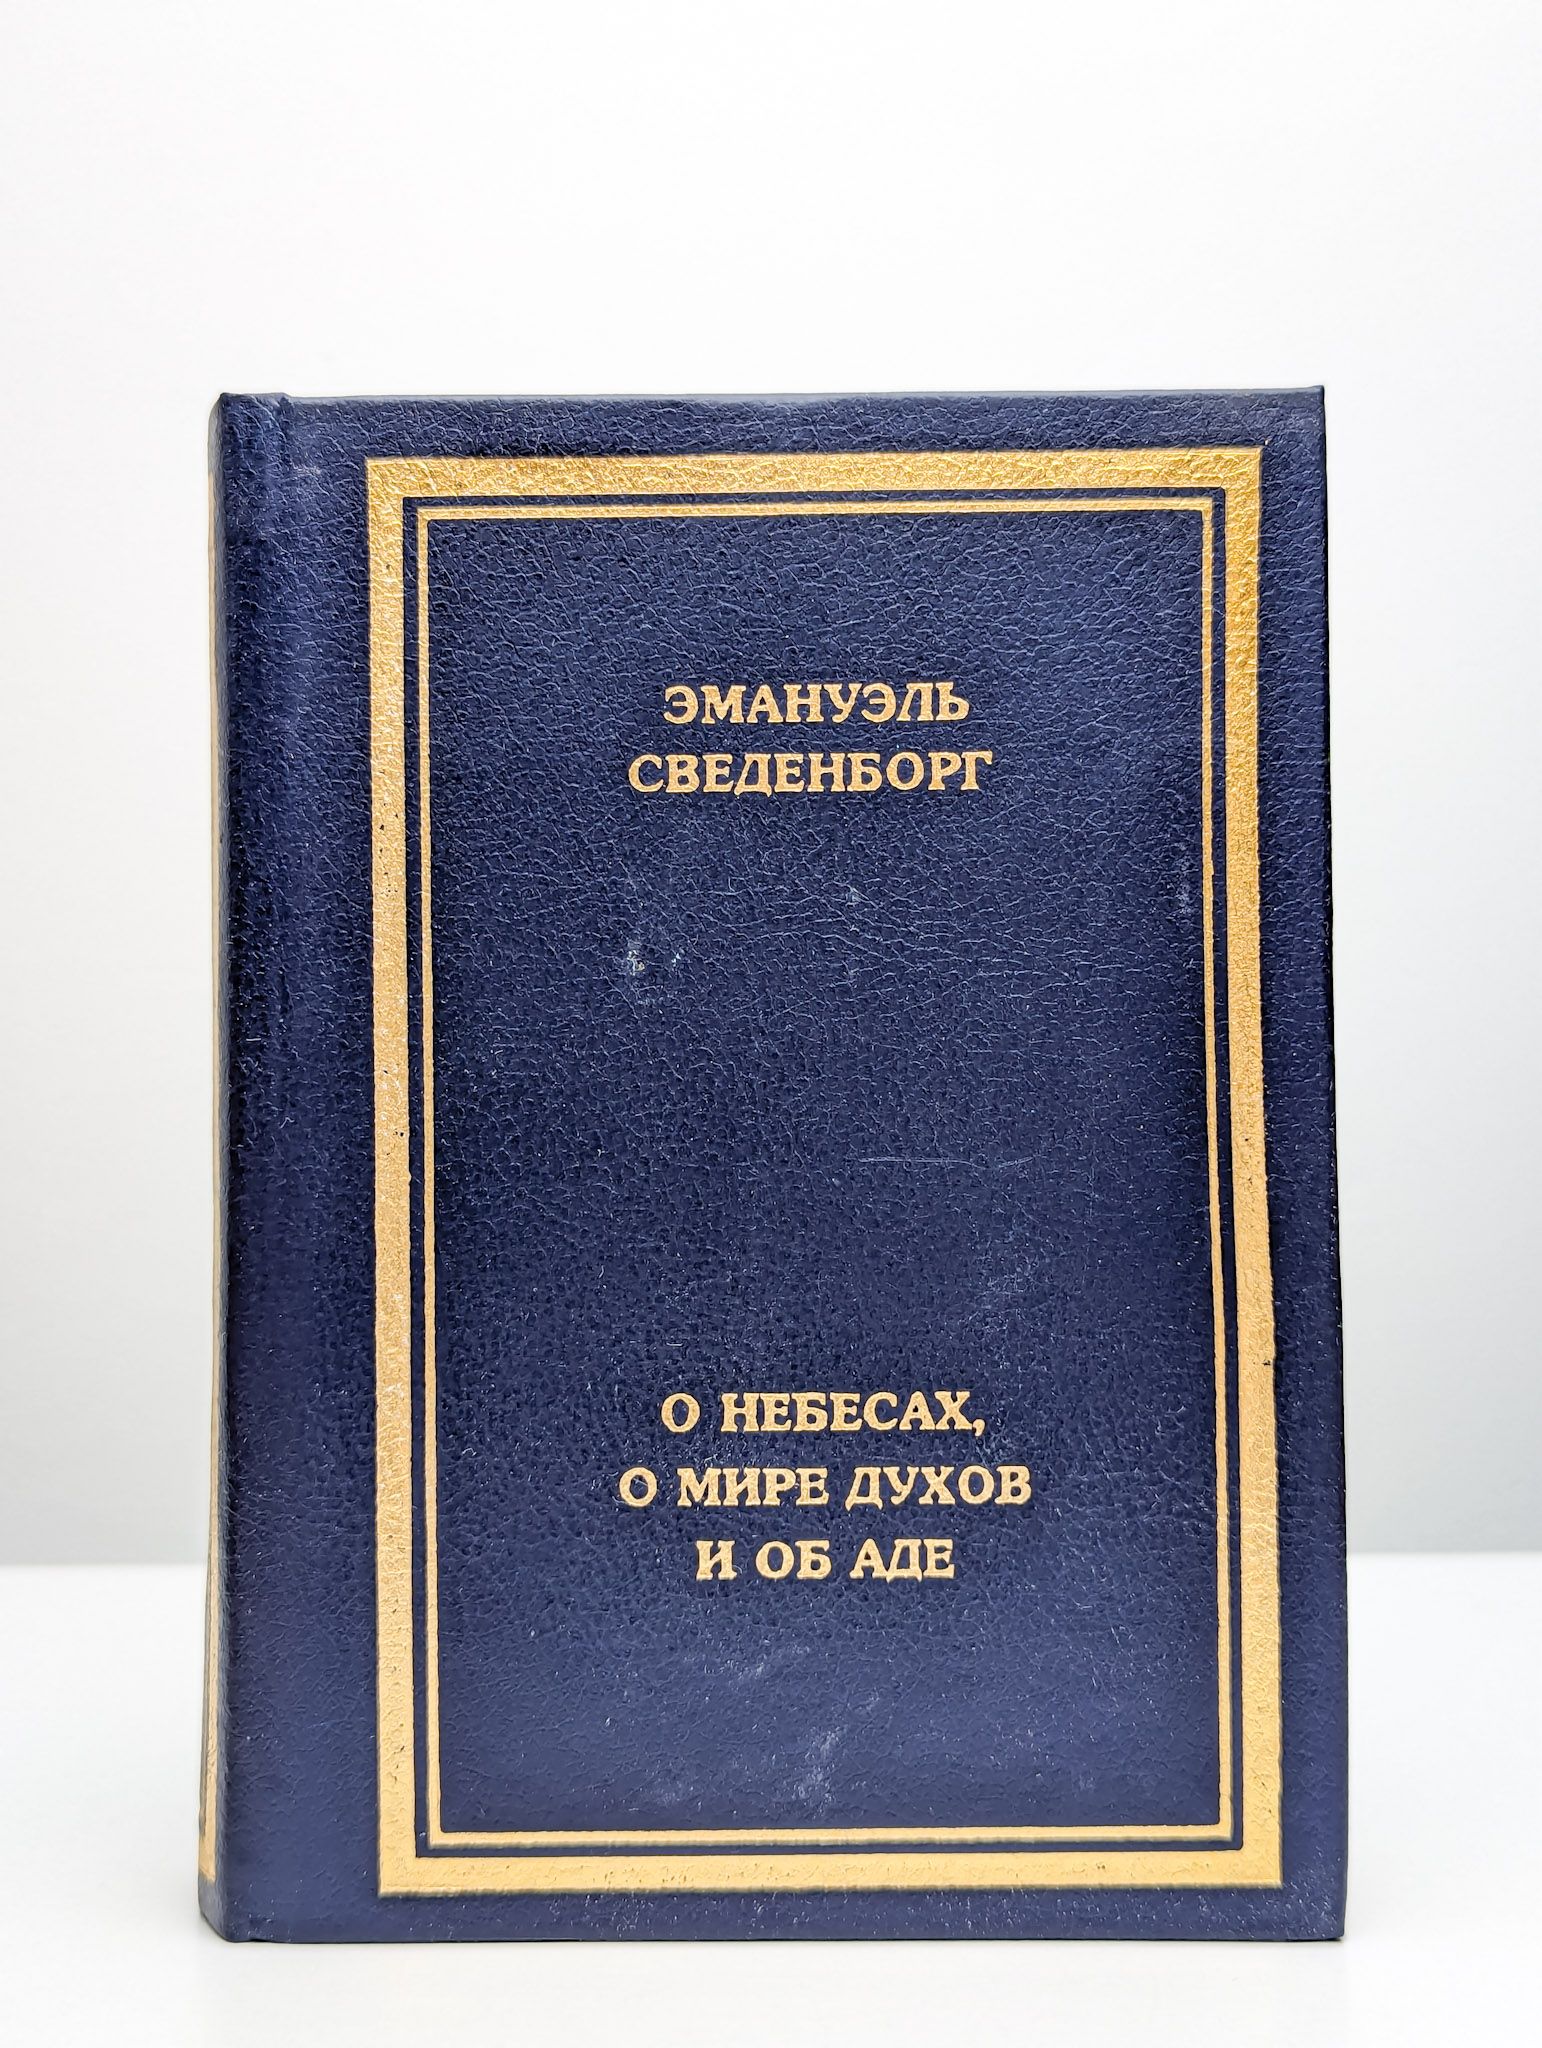 ЭМАНУЭЛЬ
СВЕДЕНБОРГ
О НЕБЕСАХ,
О МИРЕ ДУХОВ
И ОБ АДЕ